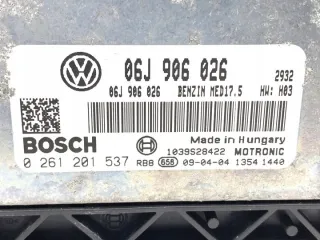 06J 906 026 2932
06J 906 026 BENZIN MED17.5 HW: H03
BOSCH Made in Hungary
1039S28422 MOTRONIC
0 261 201 537 RBB 658 09-04-04 1354 1440